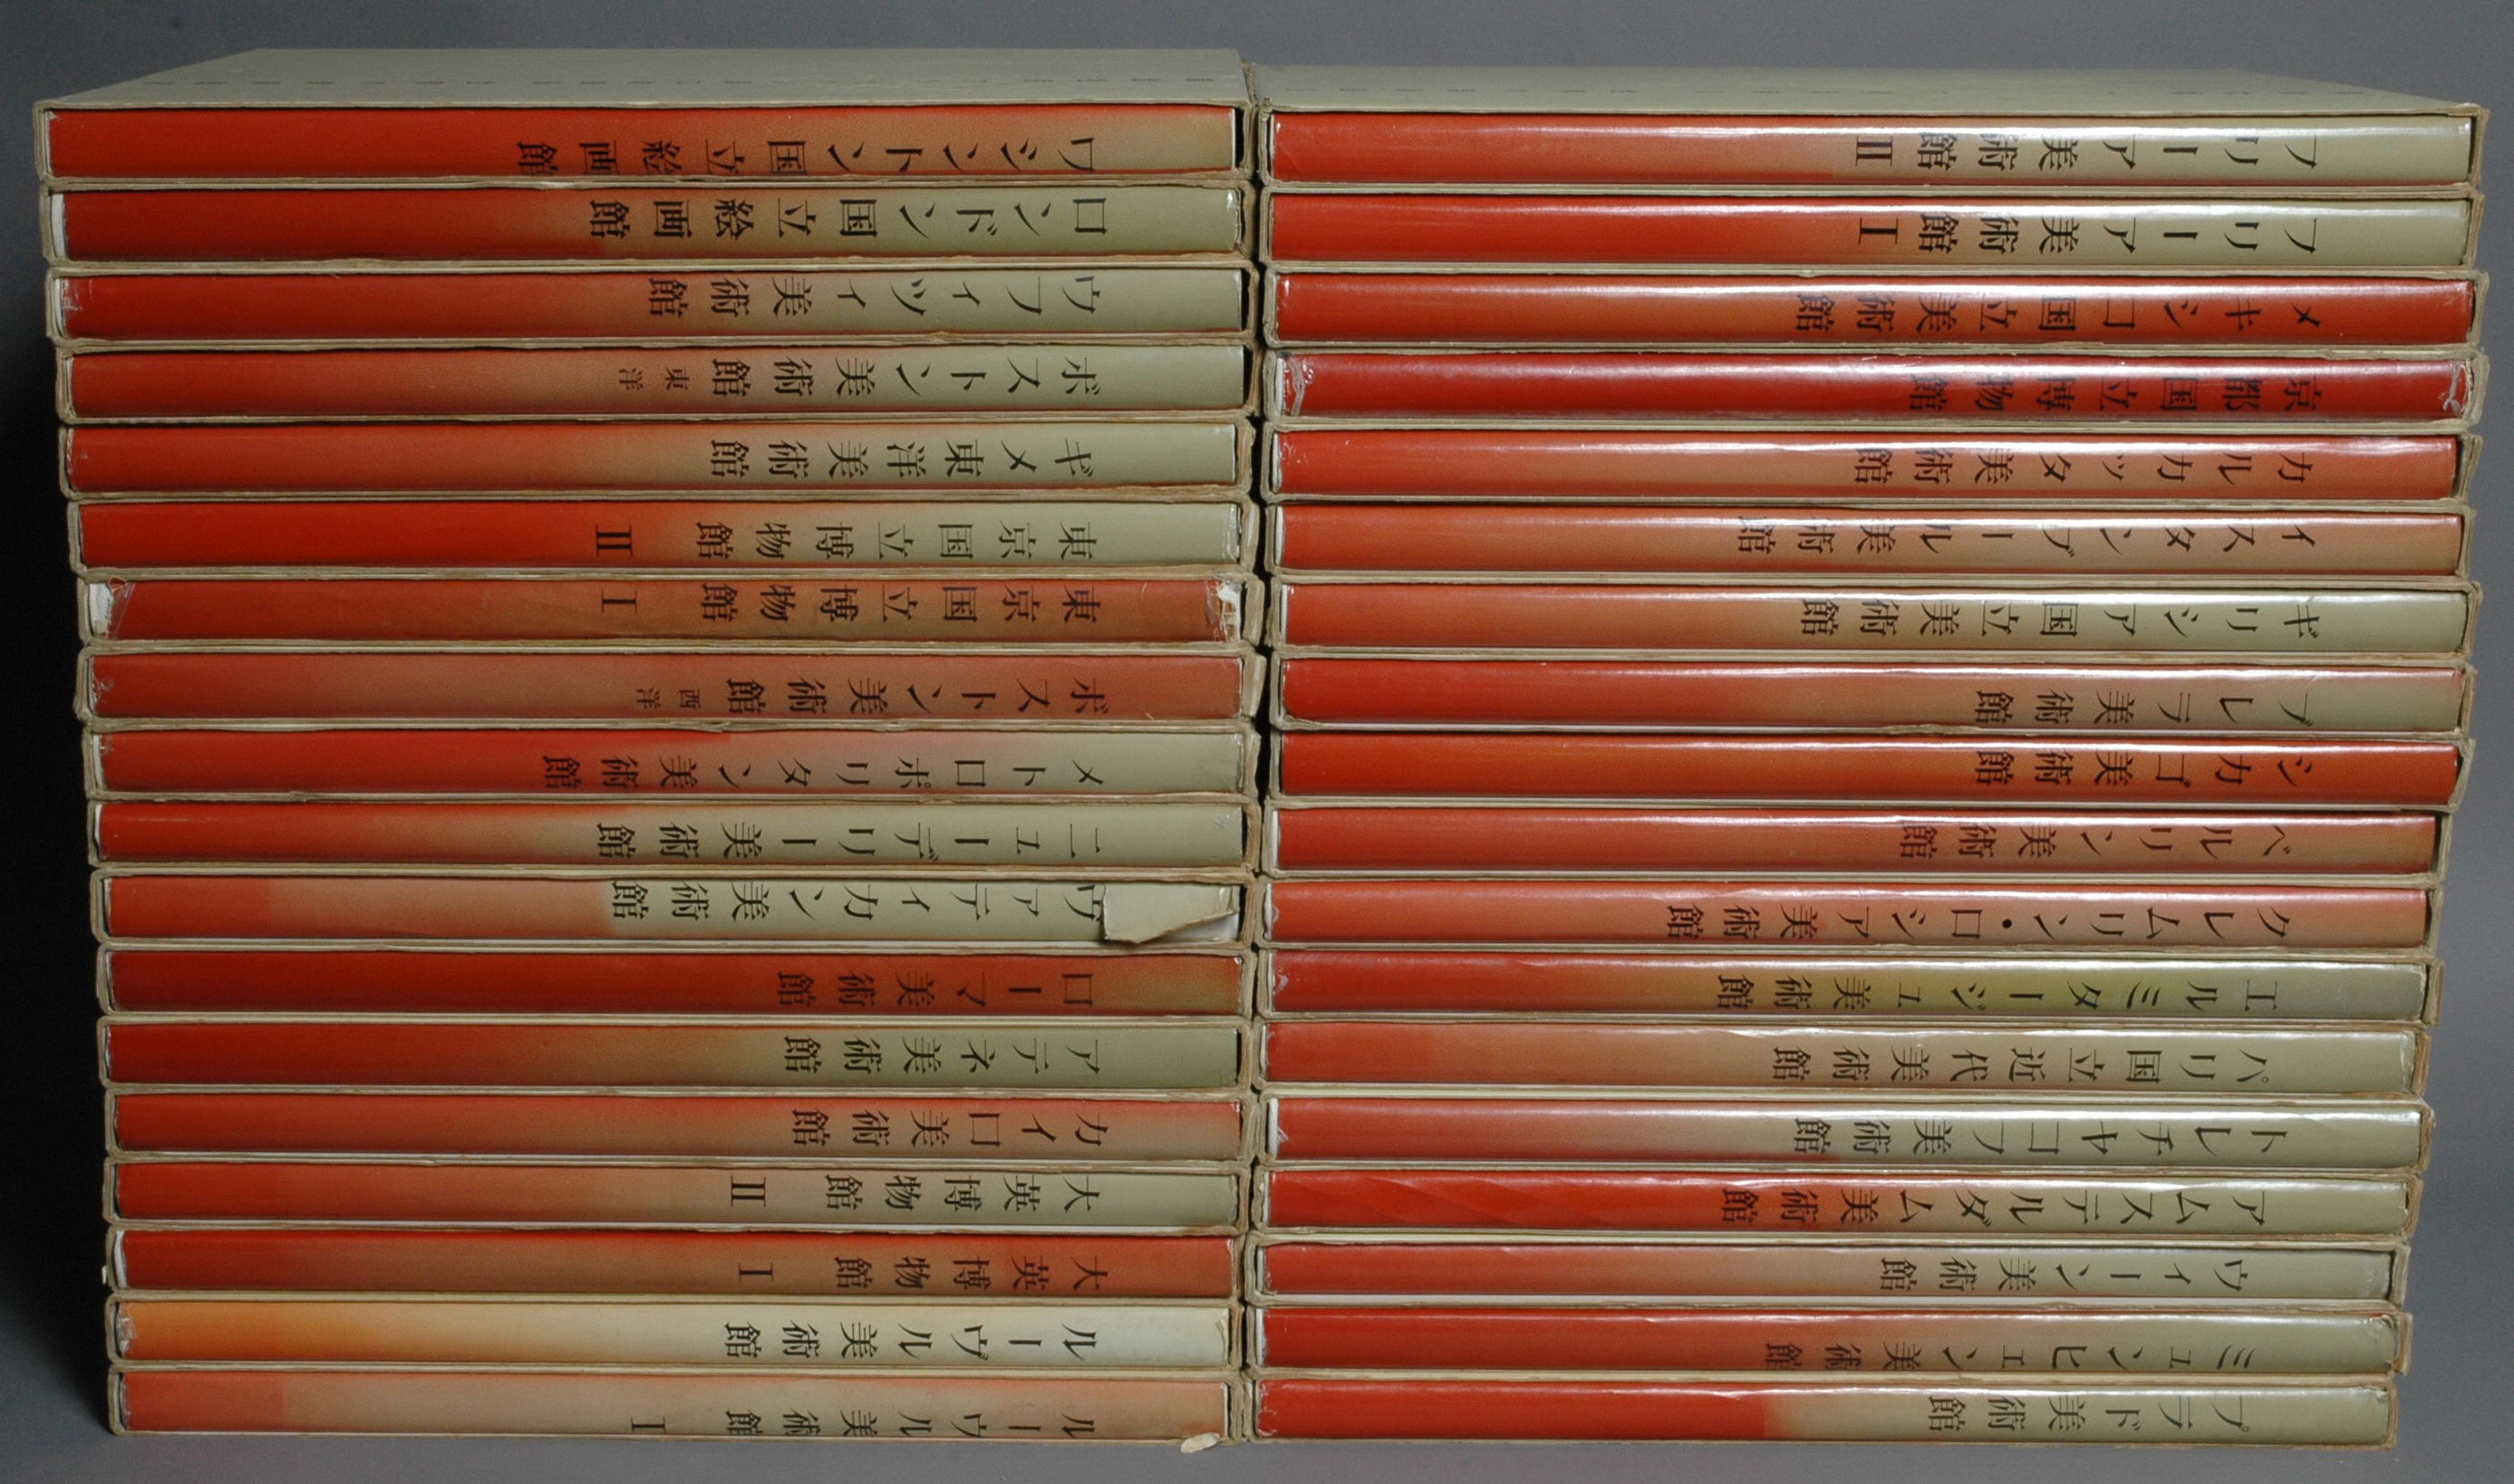 ワシントン国立絵画館
ロンドン国立絵画館
ウフィツィ美術館
ボストン美術館 東洋
ギメ東洋美術館
東京国立博物館 II
東京国立博物館 I
ボストン美術館 西洋
メトロポリタン美術館
ニューデリー美術館
ヴァティカン美術館
ローマ美術館
アテネ美術館
カイロ美術館
大英博物館 II
大英博物館 I
ルーヴル美術館
ルーヴル美術館 I
フリーア美術館 II
フリーア美術館 I
メキシコ国立美術館
京都国立博物館
カルカッタ美術館
イスタンブール美術館
ギリシア国立美術館
ブレラ美術館
シカゴ美術館
ベルリン美術館
クレムリン・ロシア美術館
エルミタージュ美術館
パリ国立近代美術館
トレチャコフ美術館
アムステルダム美術館
ウィーン美術館
ミュンヒェン美術館
プラド美術館